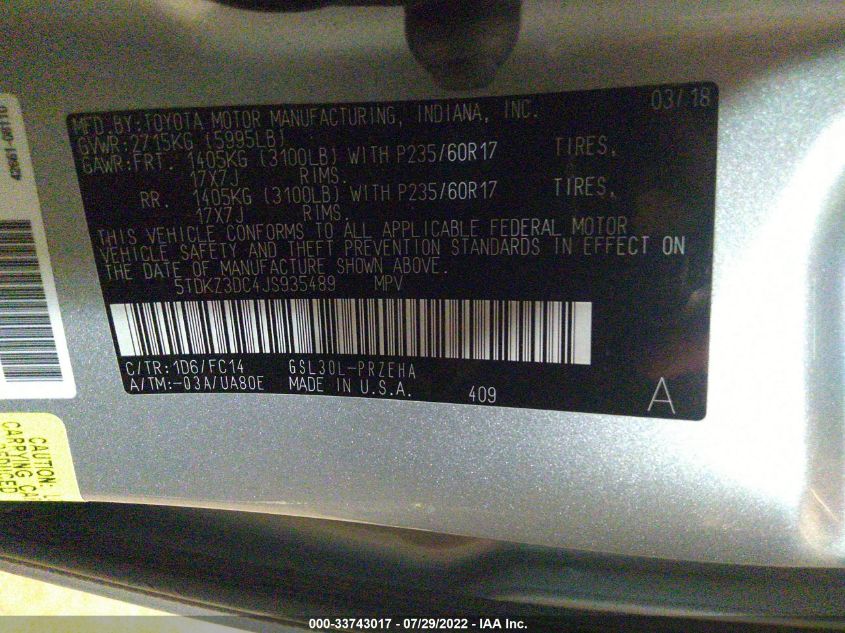 MFD.BY:TOYOTA MOTOR MANUFACTURING, INDIANA, INC. 03/18
GVWR:2715KG (5995LB)
GAWR:FRT. 1405KG (3100LB) WITH P235/60R17 TIRES,
17X7J RIMS.
RR. 1405KG (3100LB) WITH P235/60R17 TIRES,
17X7J RIMS.
THIS VEHICLE CONFORMS TO ALL APPLICABLE FEDERAL MOTOR
VEHICLE SAFETY AND THEFT PREVENTION STANDARDS IN EFFECT ON
THE DATE OF MANUFACTURE SHOWN ABOVE.
5TDKZ3DC4JS935489 MPV
C/TR:1D6/FC14 GSL30L-PRZEHA
A/TM:-03A/UA80E MADE IN U.S.A. 409 A
CAUTION:
CARPYING CA
000-33743017 - 07/29/2022 - IAA Inc.